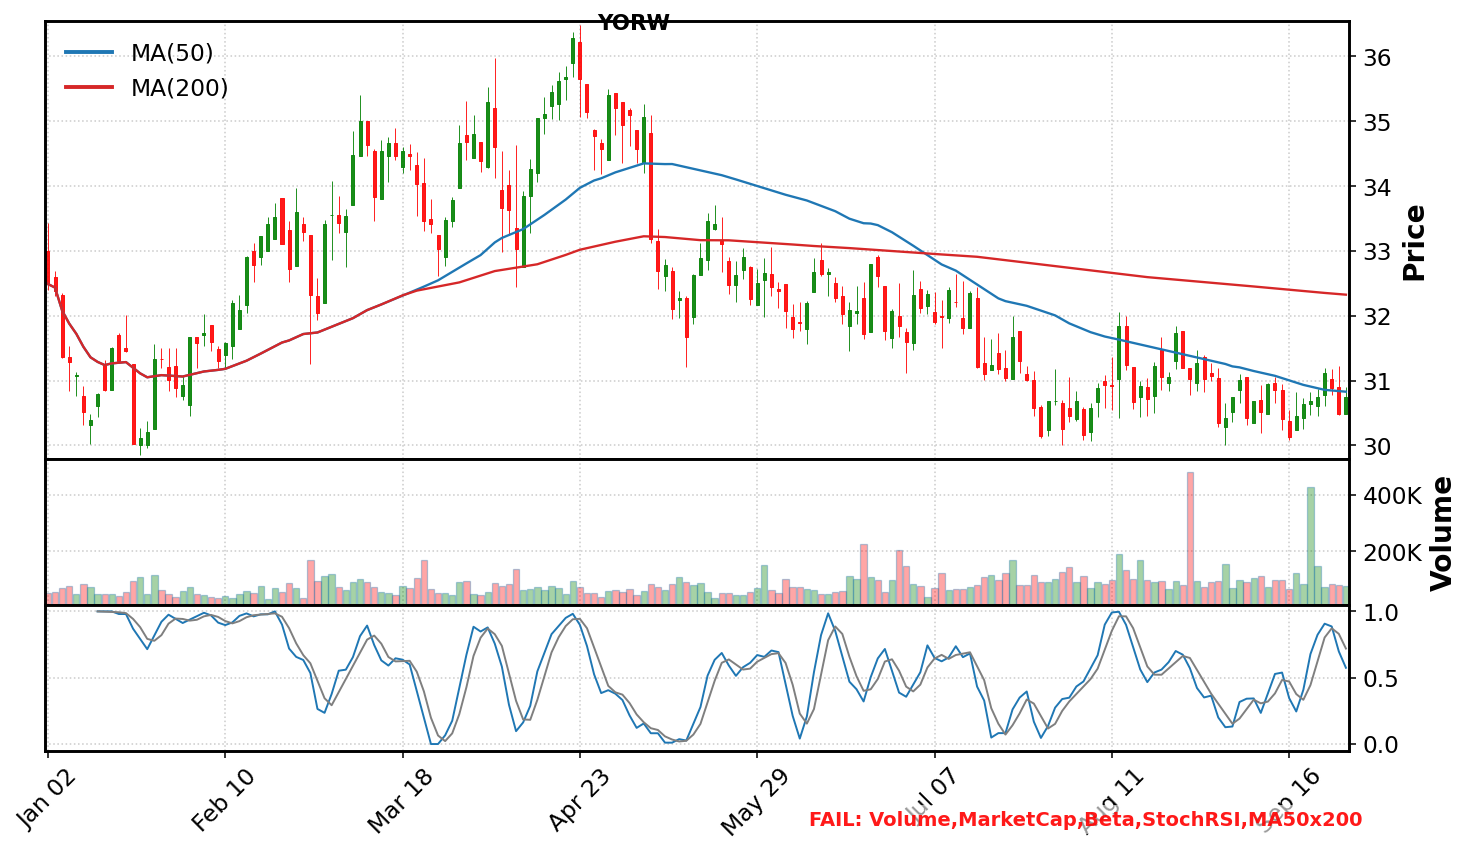 YORW
MA(50)
MA(200)
36
35
34
33
32
31
30
Price
400K
200K
Volume
1.0
0.5
0.0
Jan 02
Feb 10
Mar 18
Apr 23
May 29
Jul 07
Aug 11
Sep 16
FAIL: Volume,MarketCap,Beta,StochRSI,MA50x200